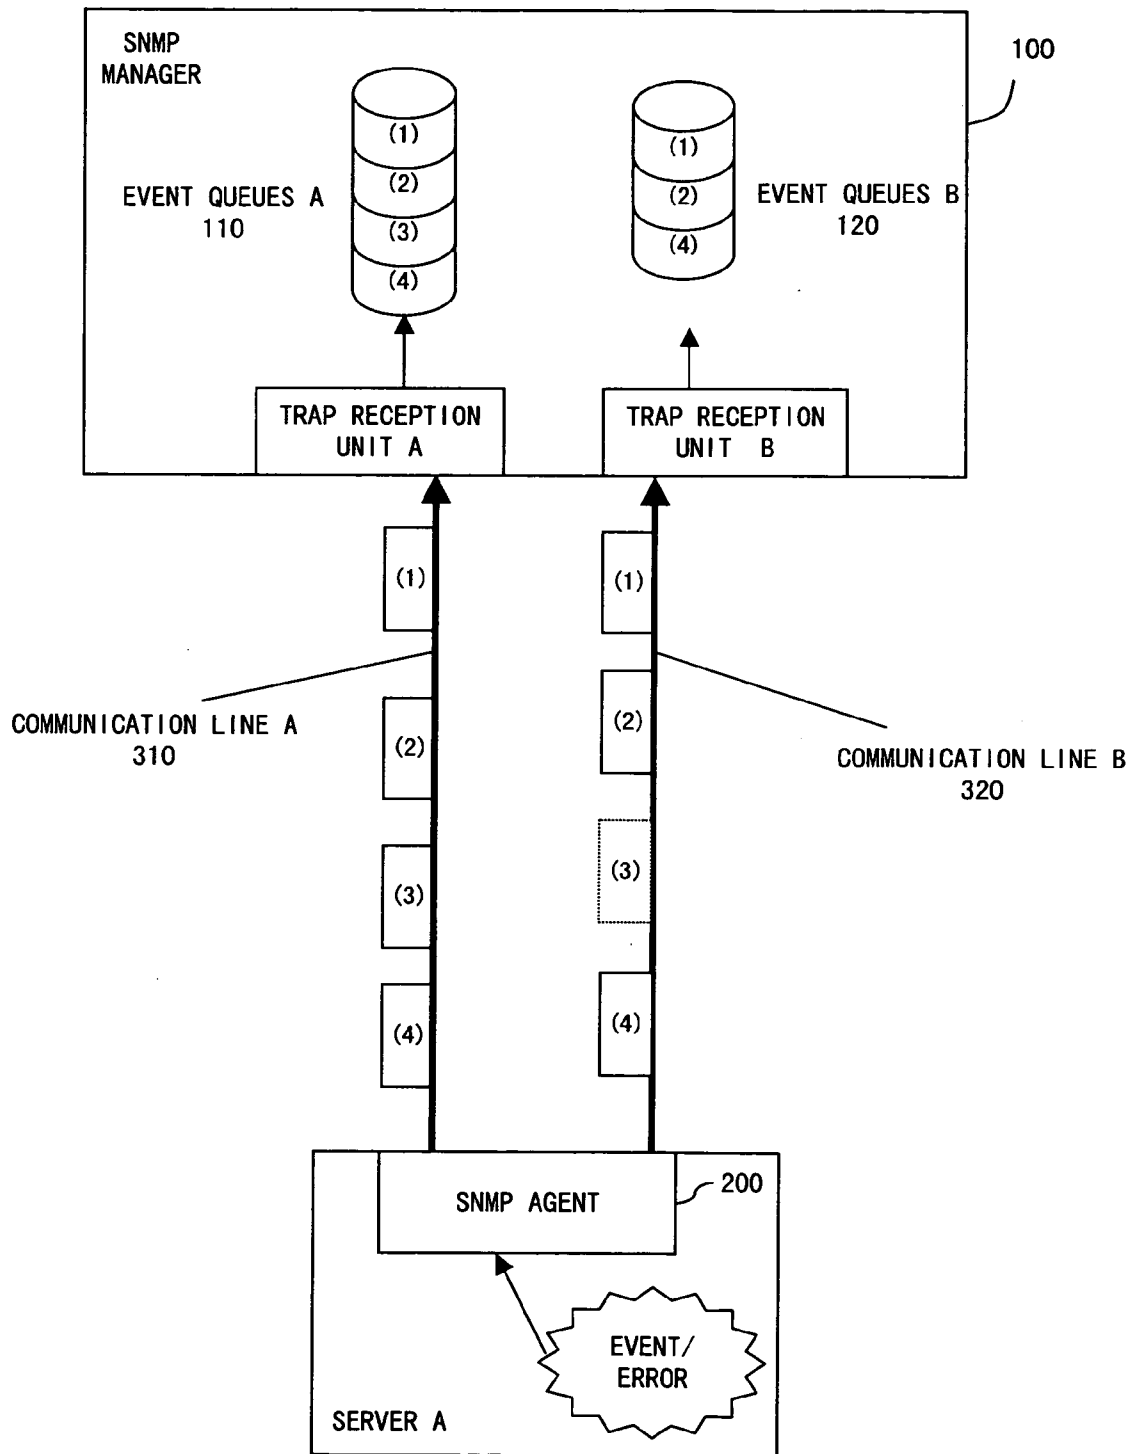 SNMP
MANAGER
100
(1)
(2)
(3)
(4)
EVENT QUEUES A
110
(1)
(2)
(4)
EVENT QUEUES B
120
TRAP RECEPTION
UNIT A
TRAP RECEPTION
UNIT B
(1)
(2)
(3)
(4)
COMMUNICATION LINE A
310
(1)
(2)
(3)
(4)
COMMUNICATION LINE B
320
SNMP AGENT
200
EVENT/
ERROR
SERVER A